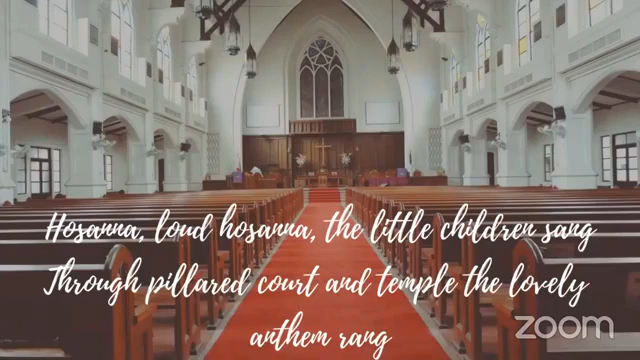 Hosanna, loud hosanna, the little children sang
Through pillared court and temple the lovely
anthem rang
zoom